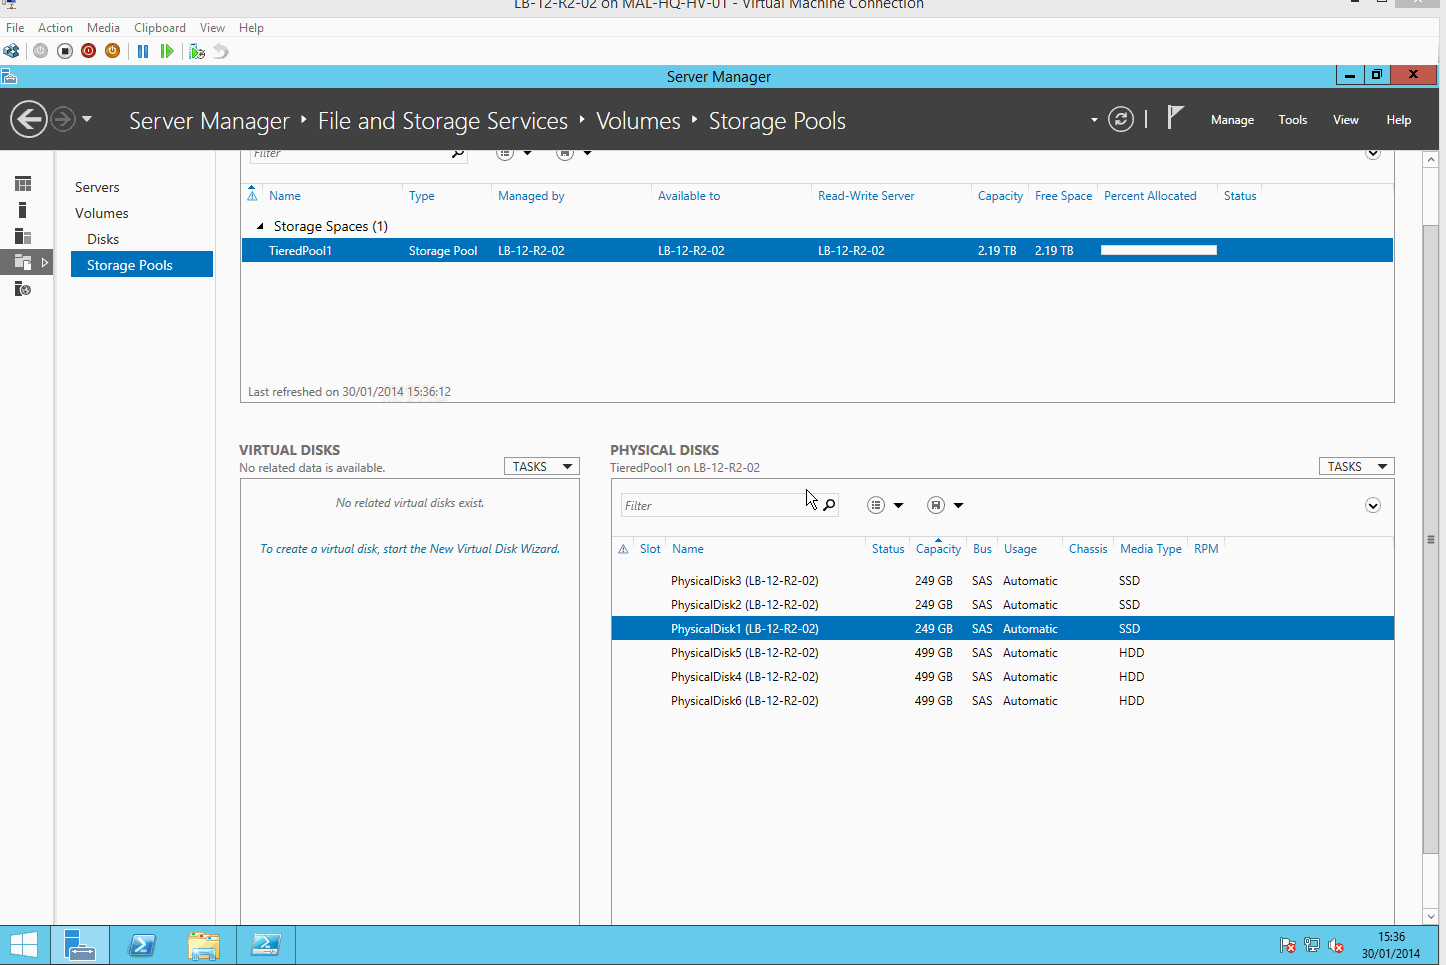 LB-12-R2-02 on MAL-HQ-HV-01 - Virtual Machine Connection
File Action Media Clipboard View Help
Server Manager
Server Manager File and Storage Services Volumes Storage Pools
Manage Tools View Help
Servers
Volumes
Disks
Storage Pools
Filter
Name Type Managed by Available to Read-Write Server Capacity Free Space Percent Allocated Status
Storage Spaces (1)
TieredPool1 Storage Pool LB-12-R2-02 LB-12-R2-02 LB-12-R2-02 2.19 TB 2.19 TB
Last refreshed on 30/01/2014 15:36:12
VIRTUAL DISKS
No related data is available.
TASKS
No related virtual disks exist.
To create a virtual disk, start the New Virtual Disk Wizard.
PHYSICAL DISKS
TieredPool1 on LB-12-R2-02
TASKS
Filter
Slot Name Status Capacity Bus Usage Chassis Media Type RPM
PhysicalDisk3 (LB-12-R2-02) 249 GB SAS Automatic SSD
PhysicalDisk2 (LB-12-R2-02) 249 GB SAS Automatic SSD
PhysicalDisk1 (LB-12-R2-02) 249 GB SAS Automatic SSD
PhysicalDisk5 (LB-12-R2-02) 499 GB SAS Automatic HDD
PhysicalDisk4 (LB-12-R2-02) 499 GB SAS Automatic HDD
PhysicalDisk6 (LB-12-R2-02) 499 GB SAS Automatic HDD
15:36
30/01/2014